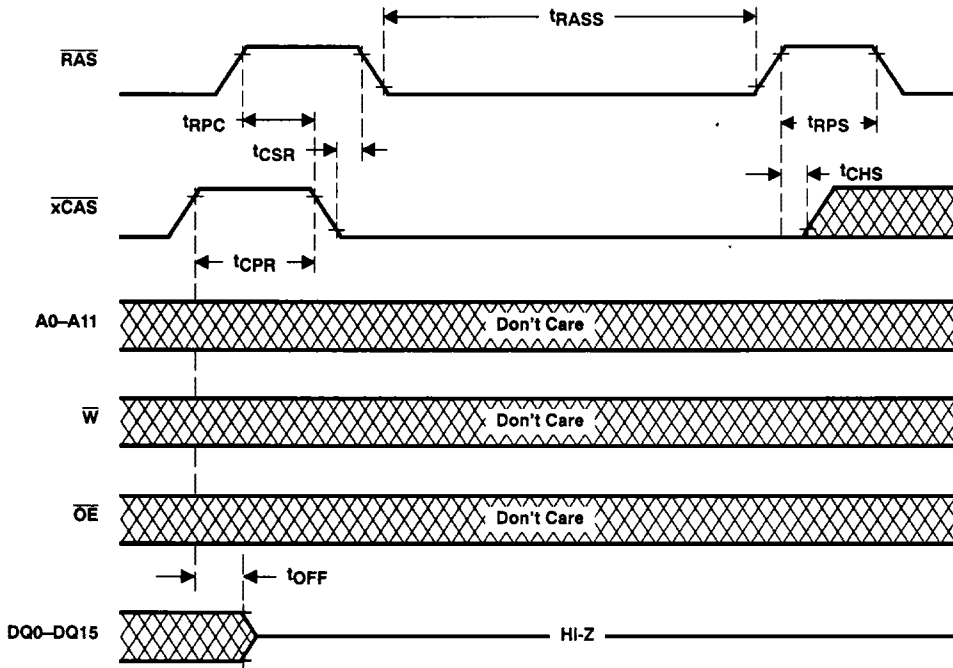 tRASS
RAS
tRPC
tRPS
tCSR
tCHS
xCAS
tCPR
A0–A11
Don't Care
W
Don't Care
OE
Don't Care
tOFF
DQ0–DQ15
HI-Z